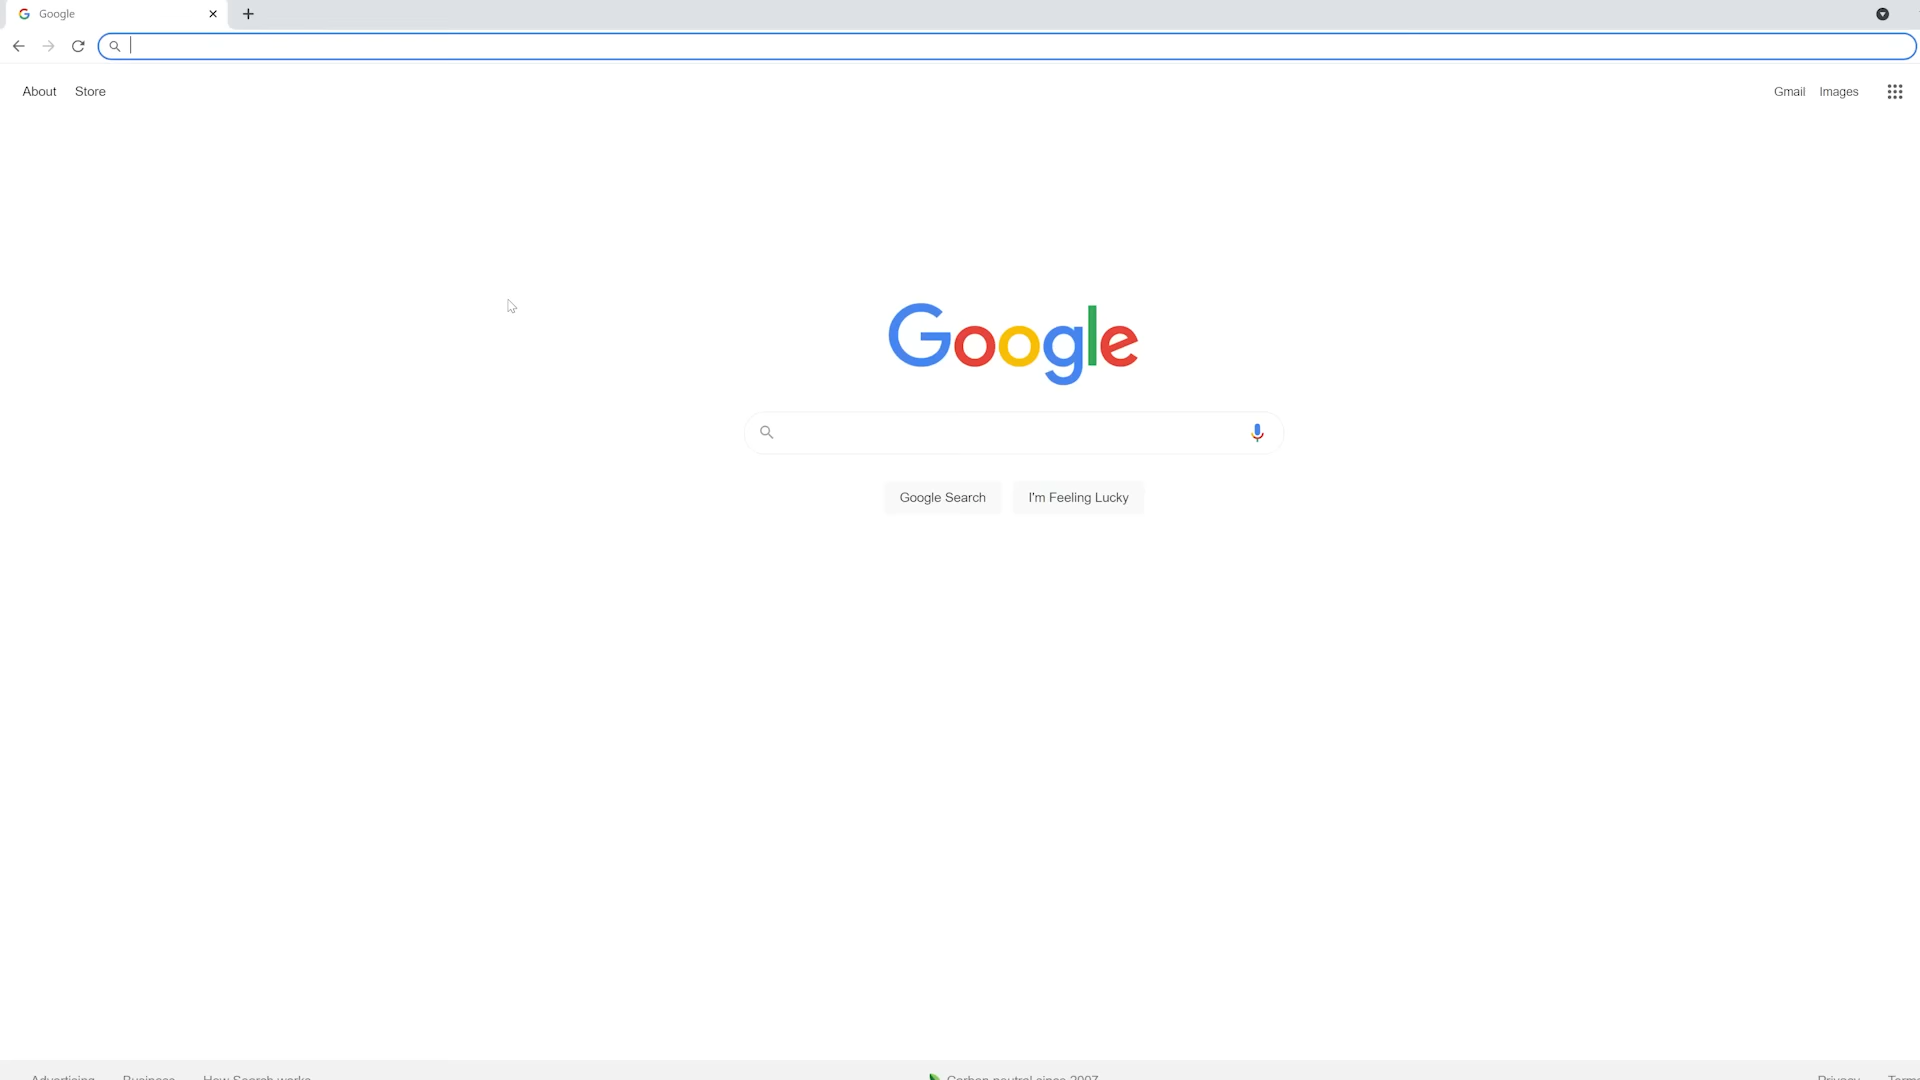 Google
About Store
Gmail Images
Google
Google Search I'm Feeling Lucky
Advertising Business How Search works
Carbon neutral since 2007
Privacy Terms